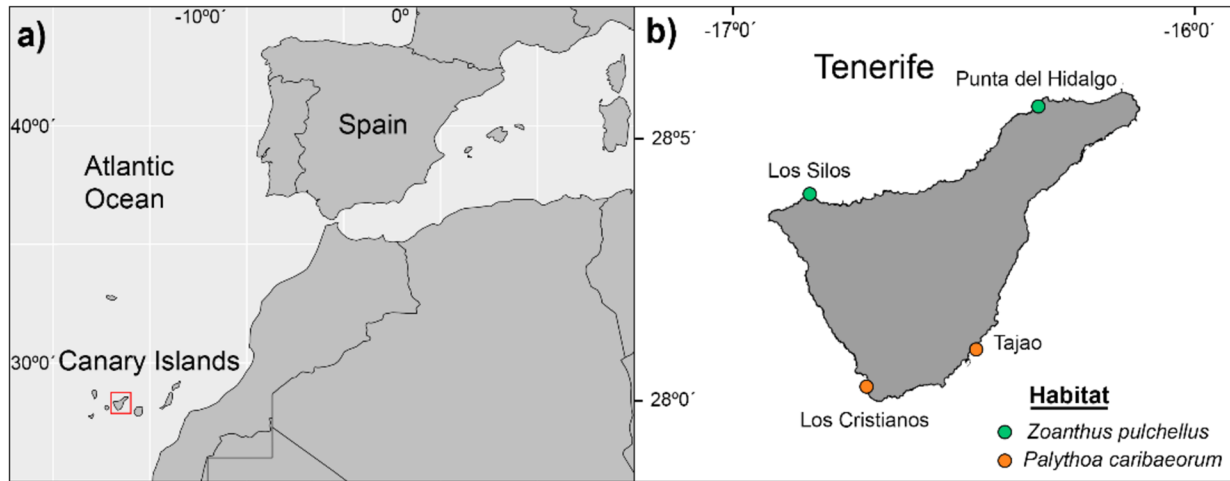 a)
-10º0´
0º
40º0´
Spain
Atlantic
Ocean
30º0´
Canary Islands
b)
-17º0´
-16º0´
Tenerife
Punta del Hidalgo
28º5´
Los Silos
Tajao
28º0´
Los Cristianos
Habitat
Zoanthus pulchellus
Palythoa caribaeorum